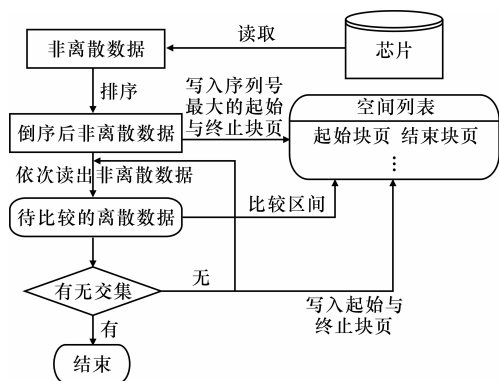 读取
非离散数据
芯片
排序
写入序列号
最大的起始
与终止块页
空间列表
倒序后非离散数据
起始块页 结束块页
⋮
依次读出非离散数据
待比较的离散数据
比较区间
有无交集
无
写入起始与
终止块页
有
结束